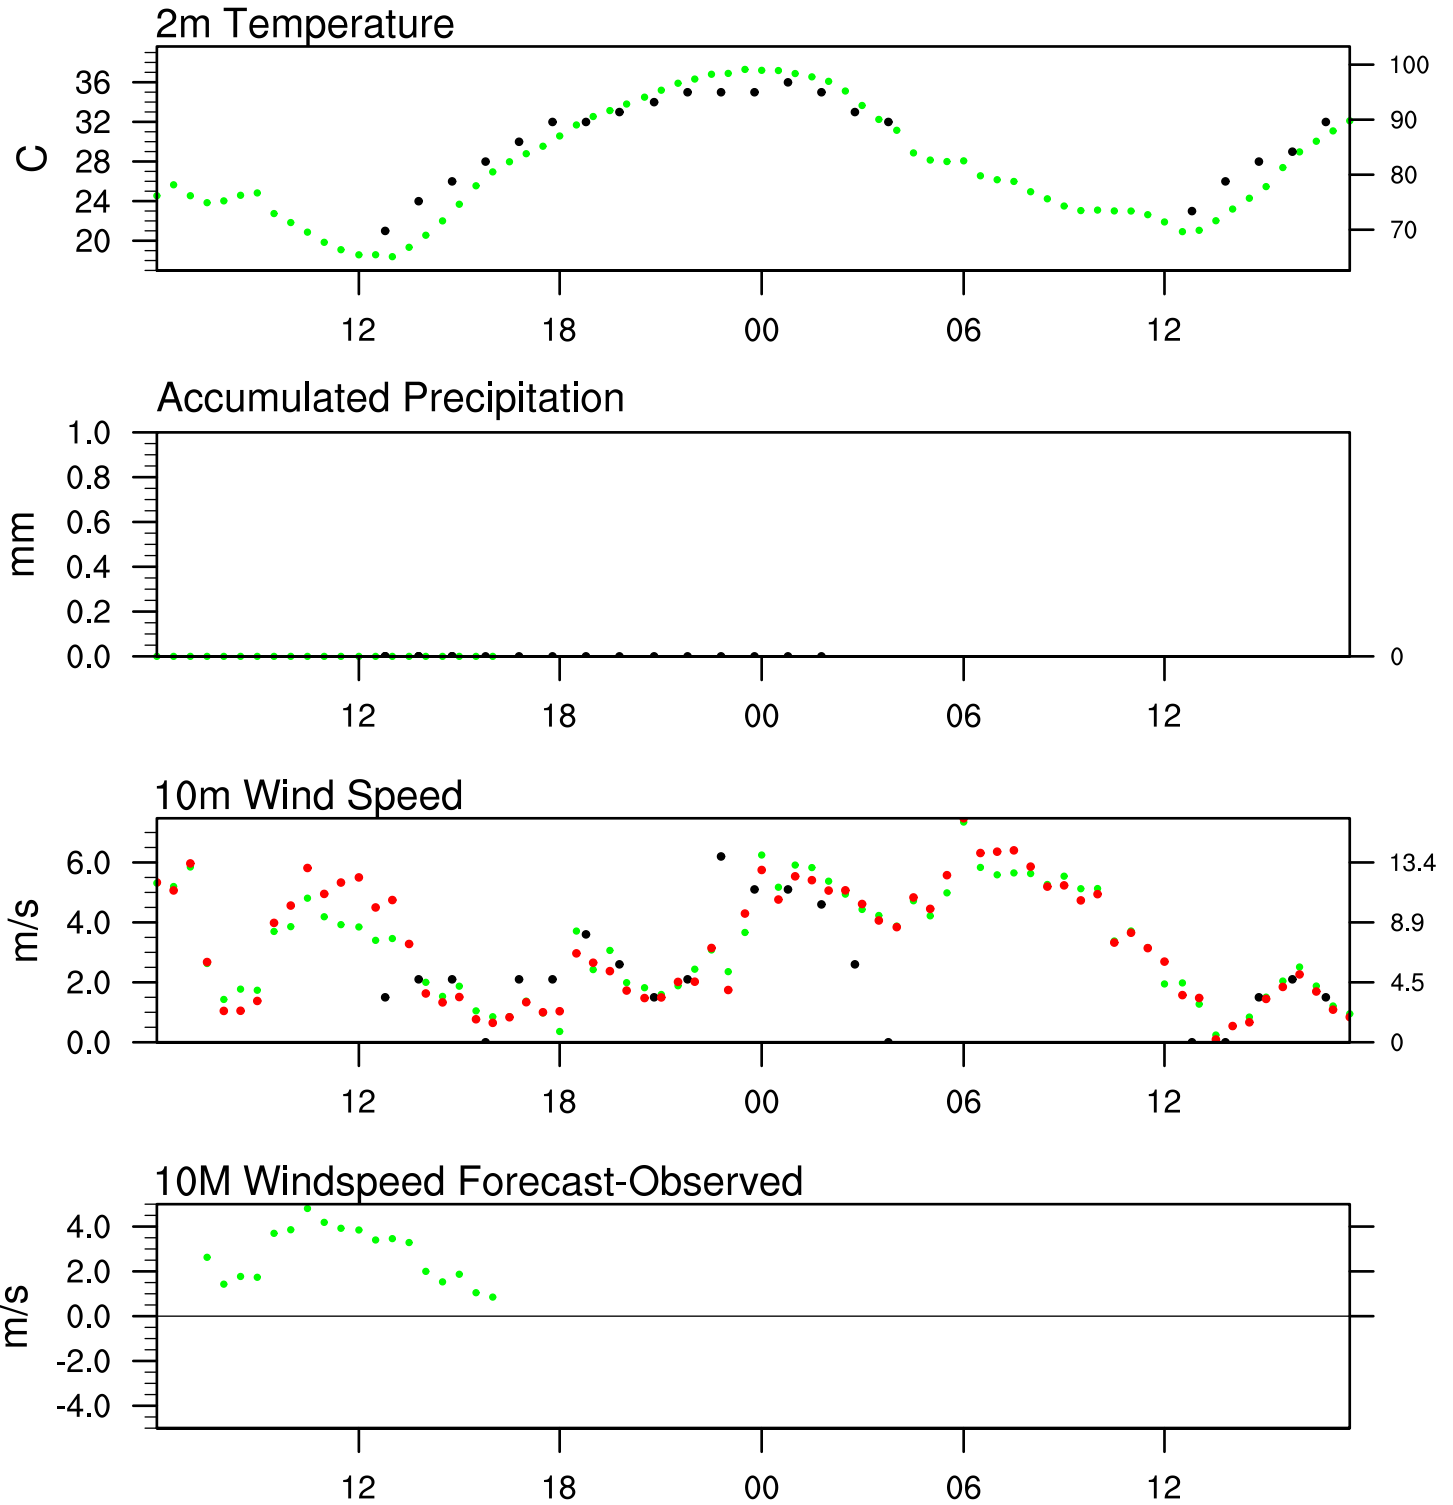 2m Temperature
C
36
32
28
24
20
100
90
80
70
12 18 00 06 12
Accumulated Precipitation
mm
1.0
0.8
0.6
0.4
0.2
0.0
0
12 18 00 06 12
10m Wind Speed
m/s
6.0
4.0
2.0
0.0
13.4
8.9
4.5
0
12 18 00 06 12
10M Windspeed Forecast-Observed
m/s
4.0
2.0
0.0
-2.0
-4.0
12 18 00 06 12